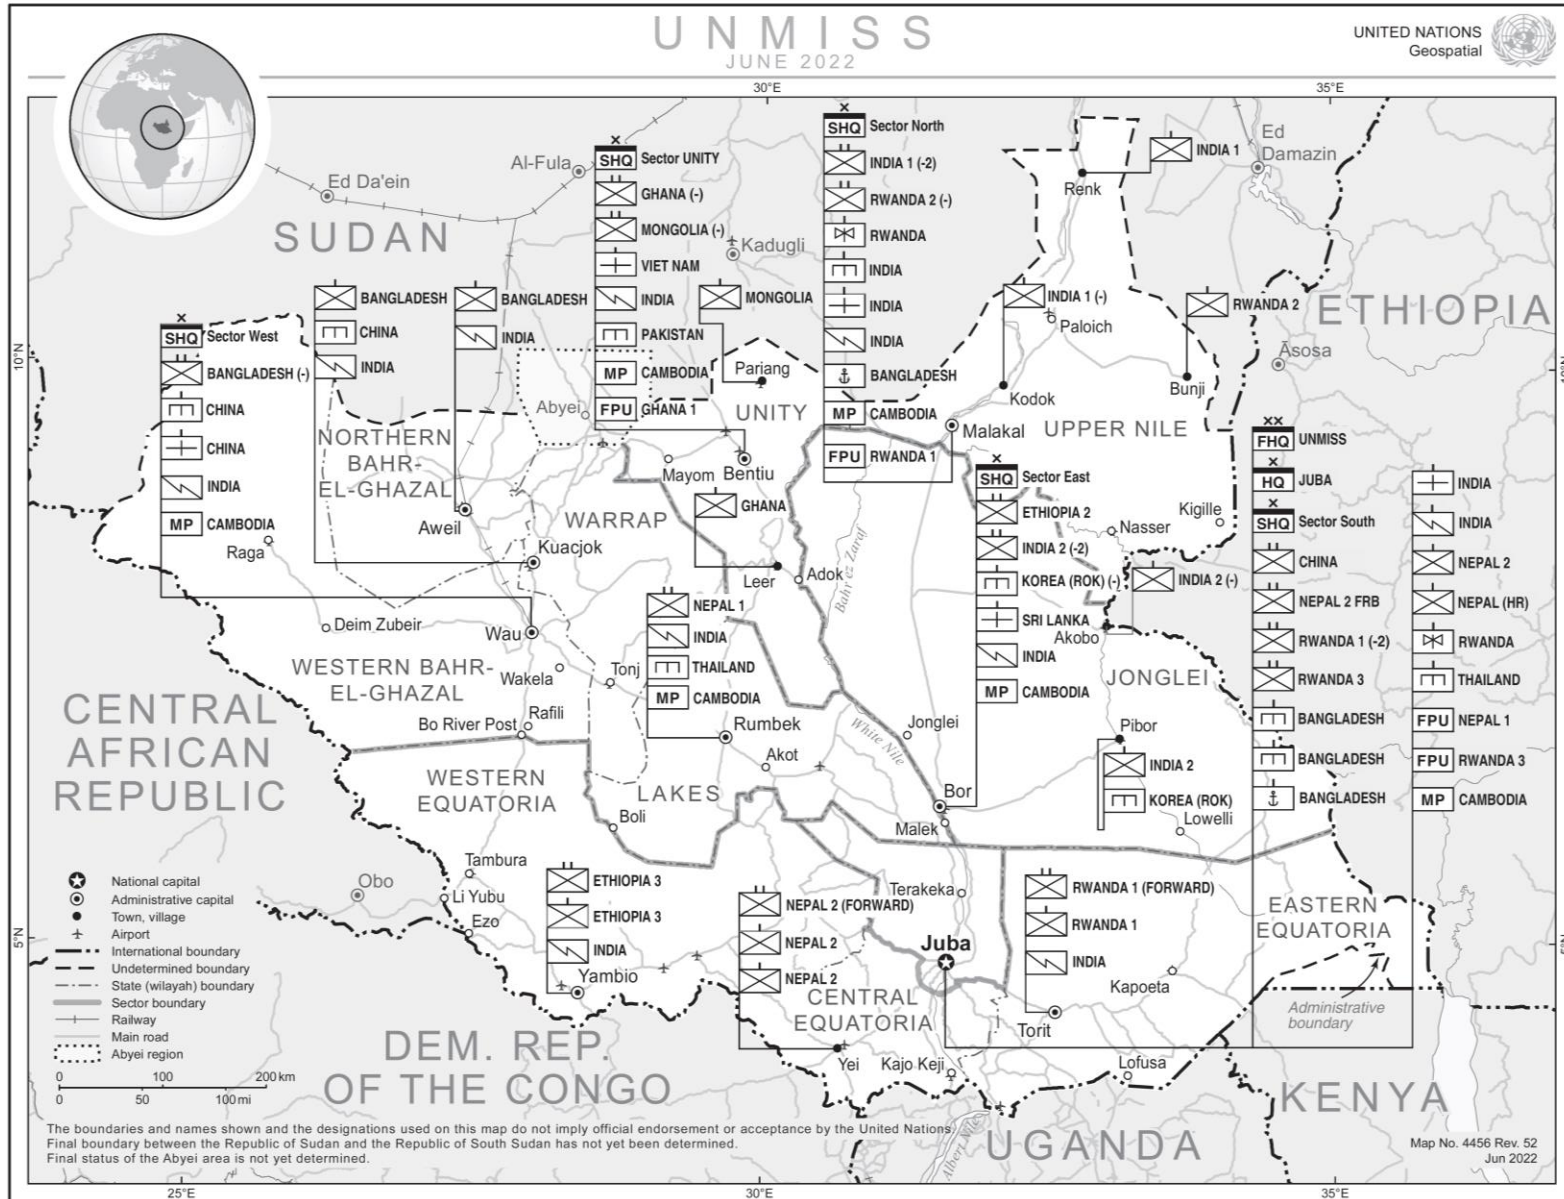 UNMISS
JUNE 2022
UNITED NATIONS
Geospatial
30°E
35°E
10°N
10°N
5°N
5°N
25°E
30°E
35°E
SUDAN
ETHIOPIA
CENTRAL
AFRICAN
REPUBLIC
DEM. REP.
OF THE CONGO
UGANDA
KENYA
Ed Da'ein
Al-Fula
Kadugli
Ed
Damazin
Āsosa
Abyei
Obo
SHQ Sector West
BANGLADESH (-)
CHINA
CHINA
INDIA
MP CAMBODIA
BANGLADESH
CHINA
INDIA
BANGLADESH
INDIA
SHQ Sector UNITY
GHANA (-)
MONGOLIA (-)
VIET NAM
INDIA
PAKISTAN
MP CAMBODIA
FPU GHANA 1
MONGOLIA
SHQ Sector North
INDIA 1 (-2)
RWANDA 2 (-)
RWANDA
INDIA
INDIA
INDIA
BANGLADESH
MP CAMBODIA
FPU RWANDA 1
INDIA 1
INDIA 1 (-)
RWANDA 2
GHANA
NEPAL 1
INDIA
THAILAND
MP CAMBODIA
SHQ Sector East
ETHIOPIA 2
INDIA 2 (-2)
KOREA (ROK) (-)
SRI LANKA
INDIA
MP CAMBODIA
INDIA 2 (-)
INDIA 2
KOREA (ROK)
FHQ UNMISS
HQ JUBA
SHQ Sector South
CHINA
NEPAL 2 FRB
RWANDA 1 (-2)
RWANDA 3
BANGLADESH
BANGLADESH
BANGLADESH
INDIA
INDIA
NEPAL 2
NEPAL (HR)
RWANDA
THAILAND
FPU NEPAL 1
FPU RWANDA 3
MP CAMBODIA
ETHIOPIA 3
ETHIOPIA 3
INDIA
NEPAL 2 (FORWARD)
NEPAL 2
NEPAL 2
RWANDA 1 (FORWARD)
RWANDA 1
INDIA
NORTHERN
BAHR-
EL-GHAZAL
UNITY
UPPER NILE
WARRAP
WESTERN BAHR-
EL-GHAZAL
JONGLEI
WESTERN
EQUATORIA
LAKES
CENTRAL
EQUATORIA
EASTERN
EQUATORIA
Renk
Paloich
Kodok
Bunji
Pariang
Malakal
Mayom
Bentiu
Nasser
Kigille
Aweil
Raga
Kuacjok
Leer
Adok
Bahr ez Zaraf
Akobo
Deim Zubeir
Wau
Wakela
Tonj
Rafili
Bo River Post
Rumbek
Akot
White Nile
Jonglei
Pibor
Bor
Malek
Lowelli
Boli
Tambura
Li Yubu
Ezo
Yambio
Terakeka
Juba
Kapoeta
Torit
Yei
Kajo Keji
Lofusa
Albert Nile
Administrative
boundary
National capital
Administrative capital
Town, village
Airport
International boundary
Undetermined boundary
State (wilayah) boundary
Sector boundary
Railway
Main road
Abyei region
0 100 200 km
0 50 100 mi
The boundaries and names shown and the designations used on this map do not imply official endorsement or acceptance by the United Nations.
Final boundary between the Republic of Sudan and the Republic of South Sudan has not yet been determined.
Final status of the Abyei area is not yet determined.
Map No. 4456 Rev. 52
Jun 2022